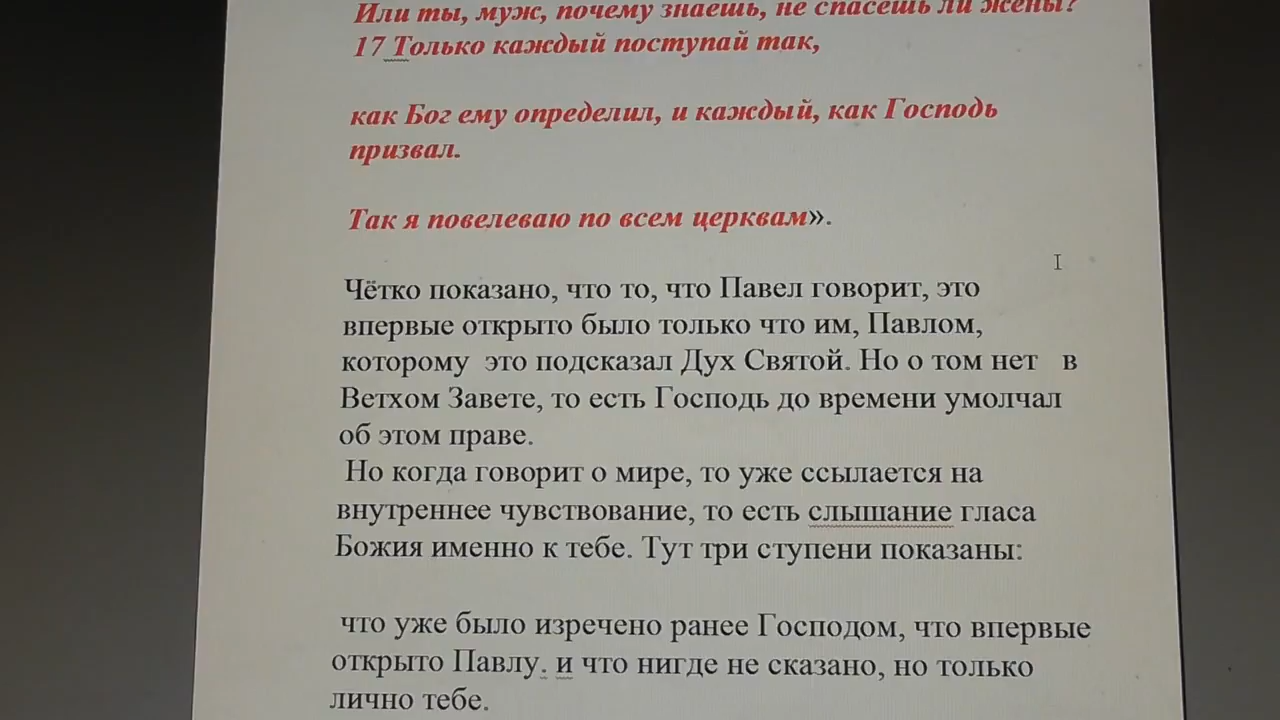 Или ты, муж, почему знаешь, не спасешь ли жены?
17 Только каждый поступай так,
как Бог ему определил, и каждый, как Господь
призвал.
Так я повелеваю по всем церквам».
Чётко показано, что то, что Павел говорит, это
впервые открыто было только что им, Павлом,
которому это подсказал Дух Святой. Но о том нет в
Ветхом Завете, то есть Господь до времени умолчал
об этом праве.
Но когда говорит о мире, то уже ссылается на
внутреннее чувствование, то есть слышание гласа
Божия именно к тебе. Тут три ступени показаны:
что уже было изречено ранее Господом, что впервые
открыто Павлу. и что нигде не сказано, но только
лично тебе.